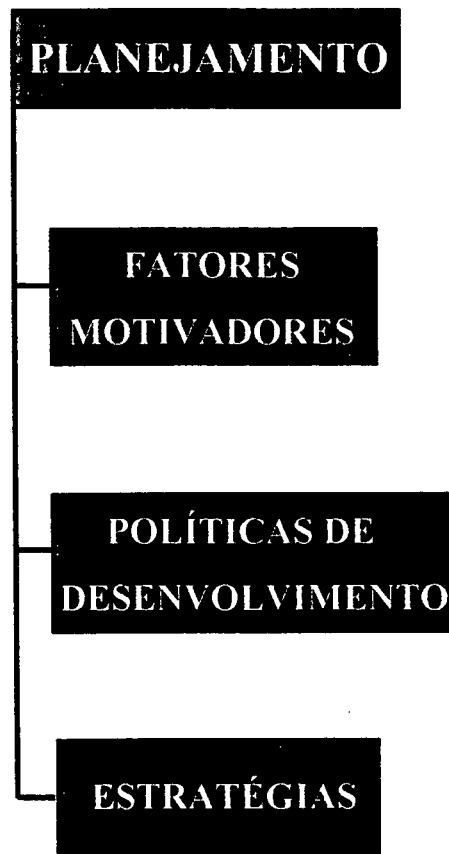 PLANEJAMENTO
FATORES
MOTIVADORES
POLÍTICAS DE
DESENVOLVIMENTO
ESTRATÉGIAS